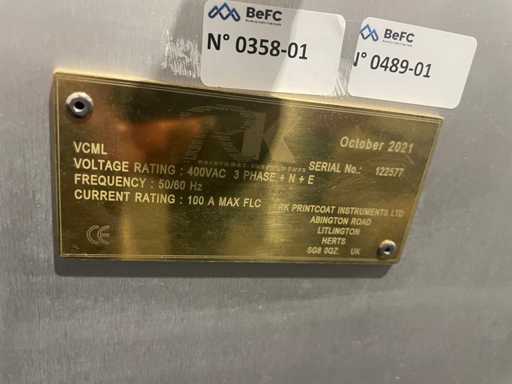 BeFC
N° 0358-01
BeFC
N° 0489-01
RK
October 2021
VCML
VOLTAGE RATING : 400VAC 3 PHASE + N + E
SERIAL No.: 122577
FREQUENCY : 50/60 Hz
CURRENT RATING : 100 A MAX FLC
RK PRINTCOAT INSTRUMENTS LTD
ABINGTON ROAD
LITLINGTON
HERTS
SG8 0QZ. UK
CE